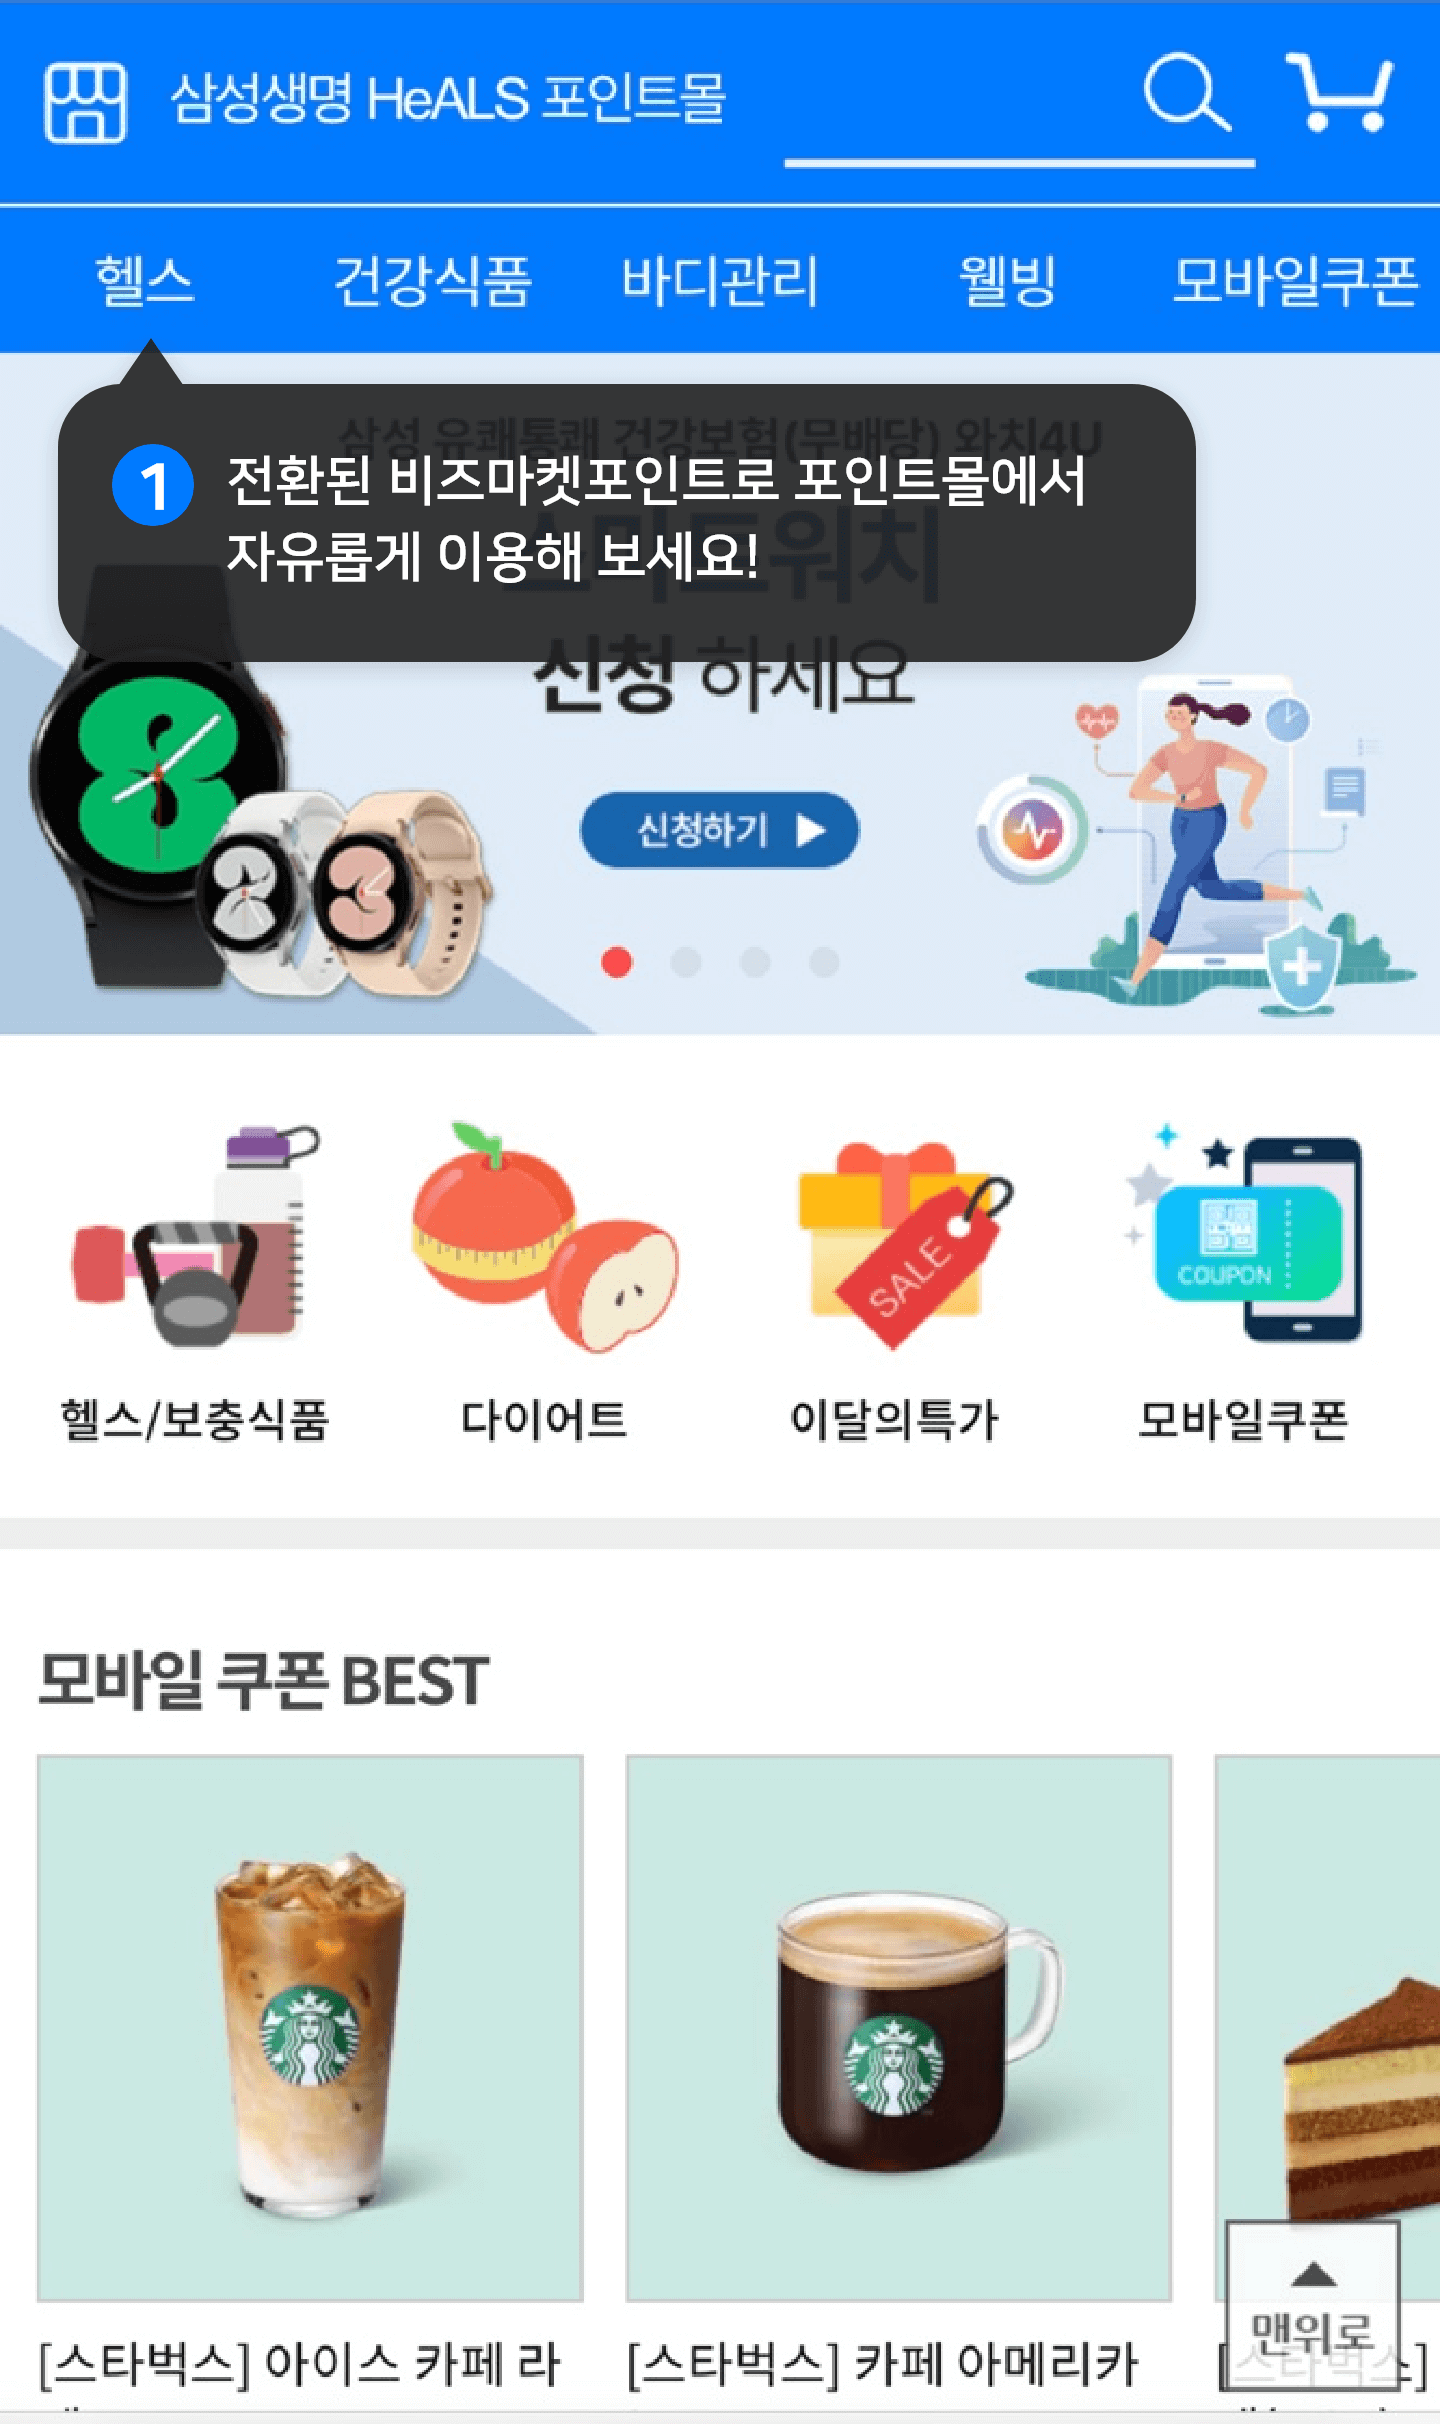 삼성생명 HeALS 포인트몰
헬스 건강식품 바디관리 웰빙 모바일쿠폰
삼성 유쾌통쾌 건강보험(무배당) 와치4U
1 전환된 비즈마켓포인트로 포인트몰에서
자유롭게 이용해 보세요!
스마트워치
신청 하세요
신청하기
SALE
COUPON
헬스/보충식품 다이어트 이달의특가 모바일쿠폰
모바일 쿠폰 BEST
맨위로
[스타벅스] 아이스 카페 라 [스타벅스] 카페 아메리카 [스타벅스]